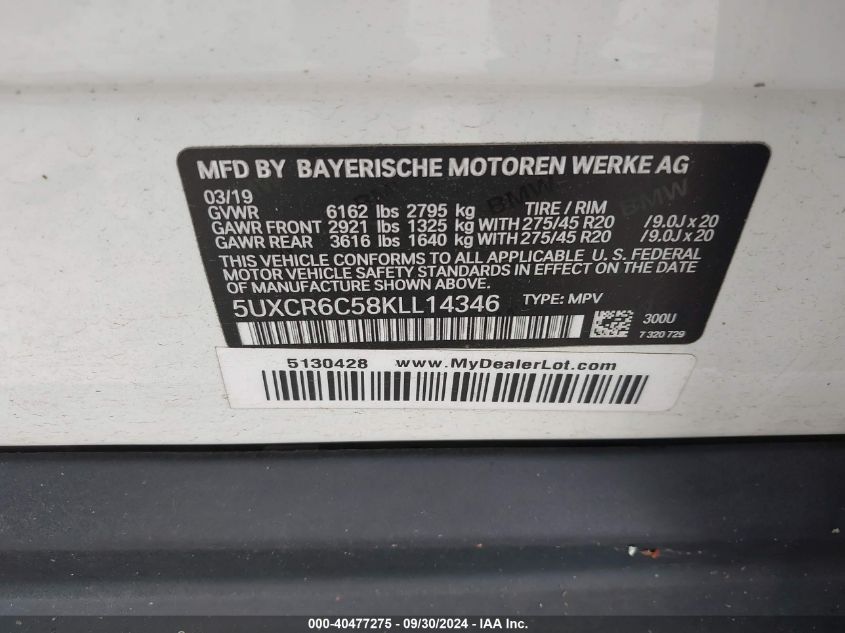 MFD BY BAYERISCHE MOTOREN WERKE AG
03/19
GVWR 6162 lbs 2795 kg TIRE / RIM
GAWR FRONT 2921 lbs 1325 kg WITH 275/45 R20 /9.0J x 20
GAWR REAR 3616 lbs 1640 kg WITH 275/45 R20 /9.0J x 20
THIS VEHICLE CONFORMS TO ALL APPLICABLE U. S. FEDERAL
MOTOR VEHICLE SAFETY STANDARDS IN EFFECT ON THE DATE
OF MANUFACTURE SHOWN ABOVE.
5UXCR6C58KLL14346 TYPE: MPV
300U
7 320 729
5130428 www.MyDealerLot.com
000-40477275 - 09/30/2024 - IAA Inc.